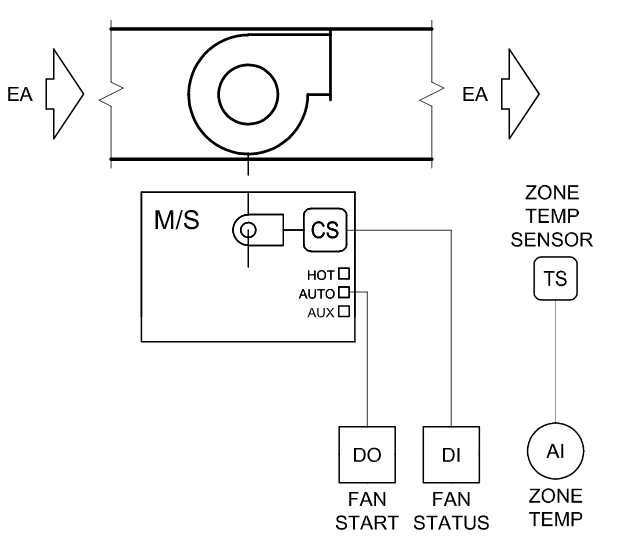 EA
EA
M/S
CS
HOT
AUTO
AUX
ZONE
TEMP
SENSOR
TS
DO
DI
AI
FAN
START
FAN
STATUS
ZONE
TEMP